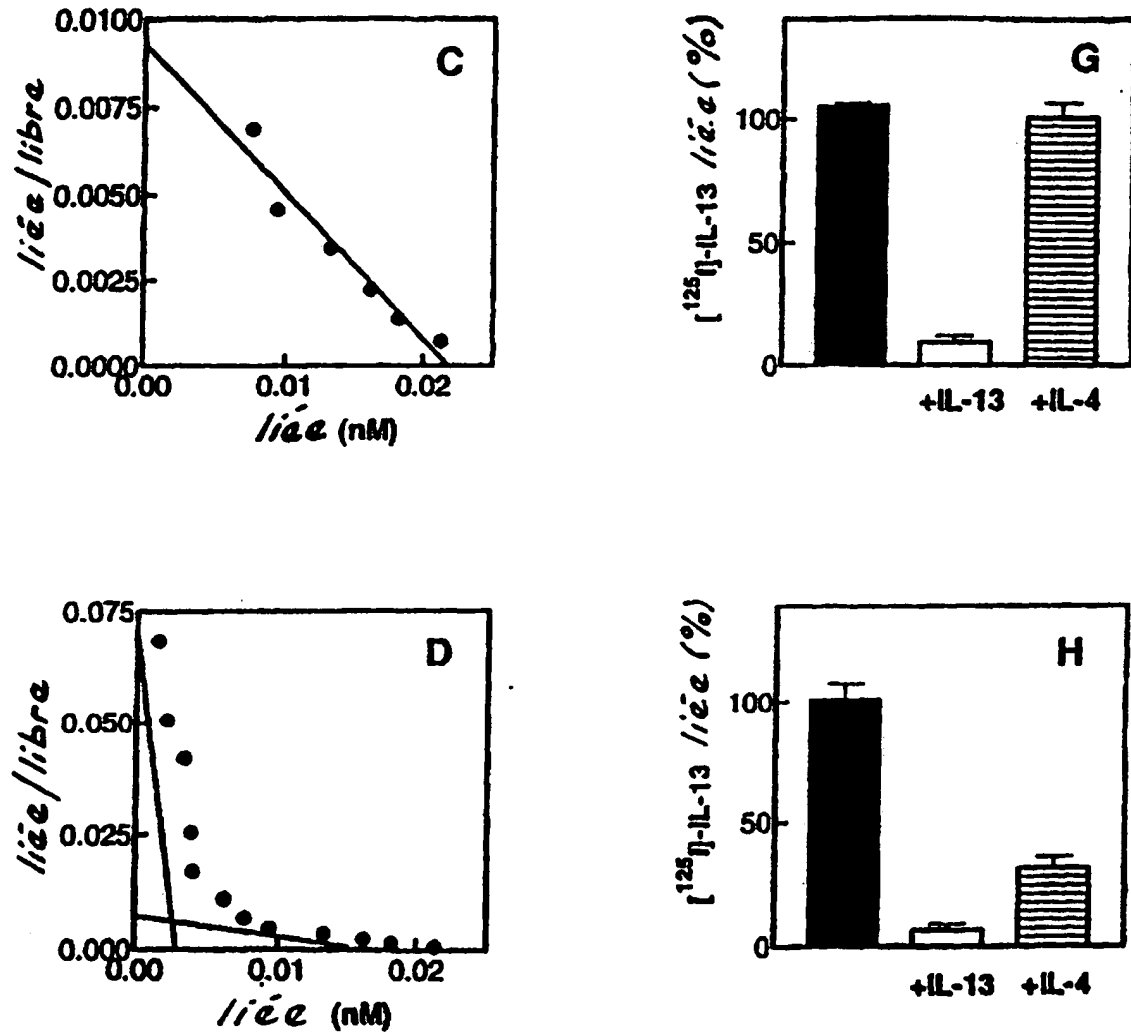 0.0100
0.0075
0.0050
0.0025
0.0000
liée/libre
C
0.00 0.01 0.02
liée (nM)
[125I]-IL-13 liée (%)
100
50
0
G
+IL-13 +IL-4
0.075
0.050
0.025
0.000
liée/libre
D
0.00 0.01 0.02
liée (nM)
[125I]-IL-13 liée (%)
100
50
0
H
+IL-13 +IL-4